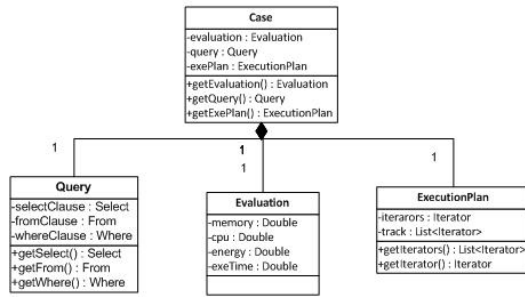 Case
-evaluation : Evaluation
-query : Query
-exePlan : ExecutionPlan
+getEvaluation() : Evaluation
+getQuery() : Query
+getExePlan() : ExecutionPlan
1
1
1
1
Query
-selectClause : Select
-fromClause : From
-whereClause : Where
+getSelect() : Select
+getFrom() : From
+getWhere() : Where
Evaluation
-memory : Double
-cpu : Double
-energy : Double
-exeTime : Double
ExecutionPlan
-iterarors : Iterator
-track : List<Iterator>
+getIterators() : List<Iterator>
+getIterator() : Iterator